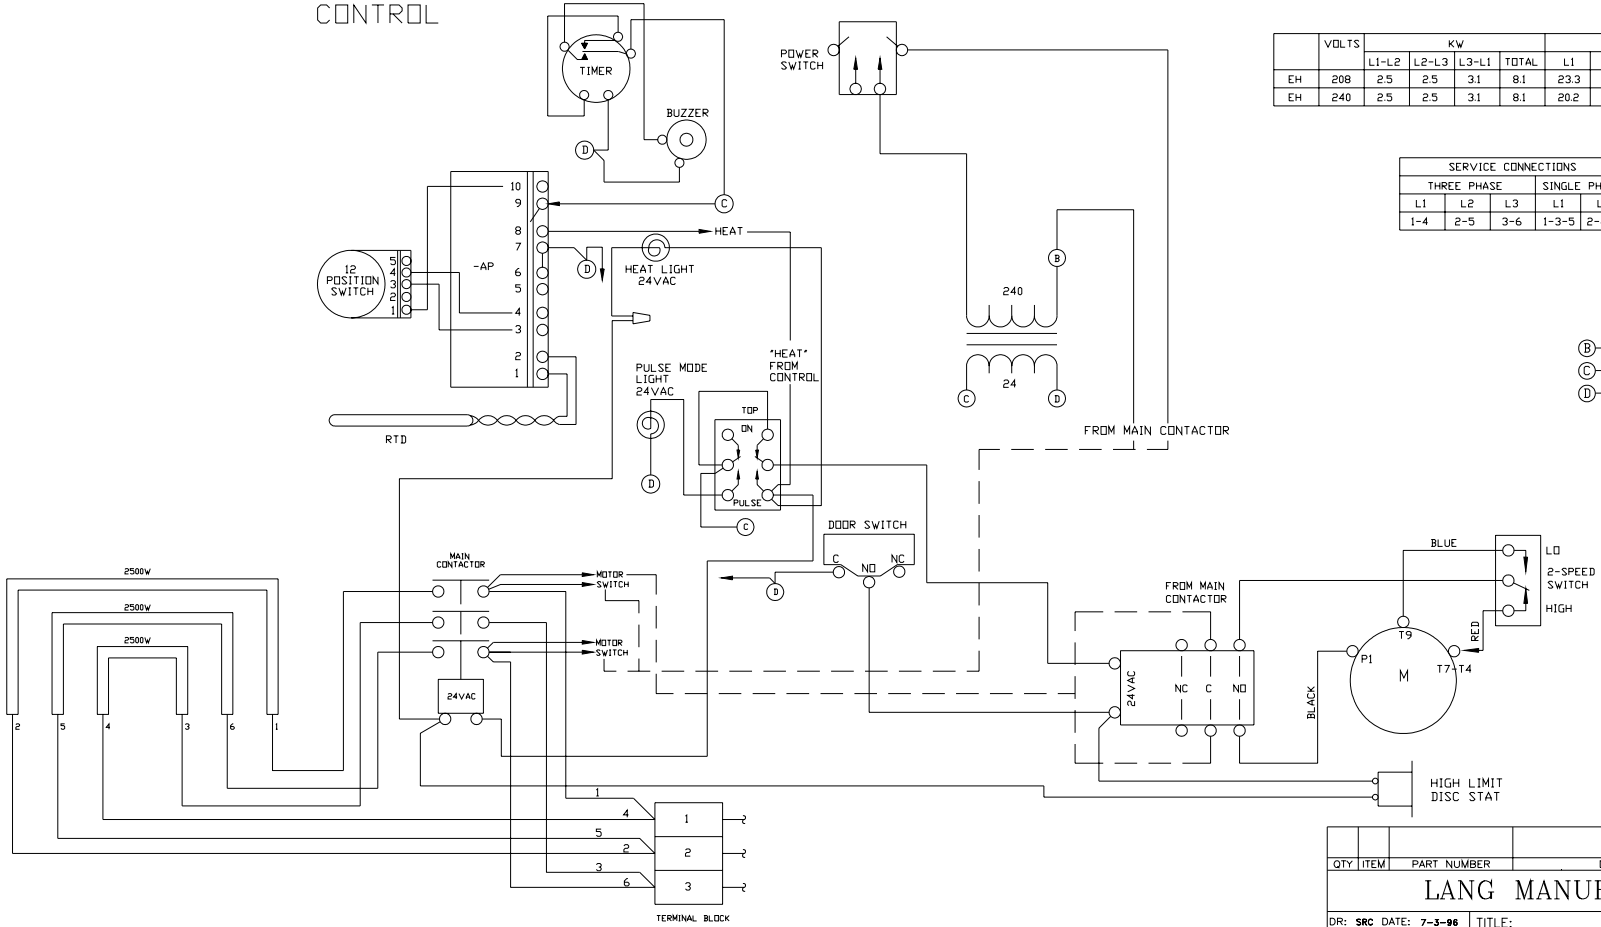 CONTROL
TIMER
BUZZER
D
C
POWER
SWITCH
VOLTS
KW
L1-L2
L2-L3
L3-L1
TOTAL
L1
EH
208
2.5
2.5
3.1
8.1
23.3
EH
240
2.5
2.5
3.1
8.1
20.2
SERVICE CONNECTIONS
THREE PHASE
SINGLE PH
L1
L2
L3
L1
L
1-4
2-5
3-6
1-3-5
2-
10
9
8
7
6
5
4
3
2
1
-AP
HEAT
D
HEAT LIGHT
24VAC
12
POSITION
SWITCH
5
4
3
2
1
RTD
B
240
24
C
D
B
C
D
FROM MAIN CONTACTOR
"HEAT"
FROM
CONTROL
PULSE MODE
LIGHT
24VAC
TOP
ON
PULSE
D
C
DOOR SWITCH
C
NO
NC
D
MAIN
CONTACTOR
MOTOR
SWITCH
MOTOR
SWITCH
24VAC
2500W
2500W
2500W
2
5
4
3
6
1
FROM MAIN
CONTACTOR
24VAC
NC
C
NO
BLUE
LO
2-SPEED
SWITCH
HIGH
RED
T9
P1
M
T7-T4
BLACK
HIGH LIMIT
DISC STAT
1
4
5
2
3
6
1
2
3
TERMINAL BLOCK
QTY
ITEM
PART NUMBER
LANG MANUF
DR: SRC DATE: 7-3-96
TITLE: